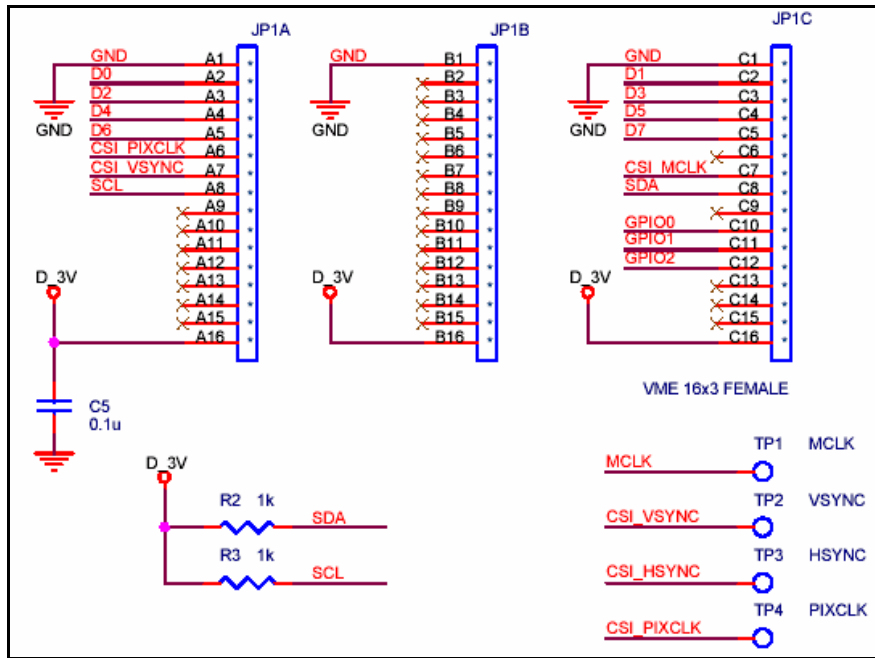 JP1A
GND A1
D0 A2
D2 A3
D4 A4
D6 A5
CSI_PIXCLK A6
CSI_VSYNC A7
SCL A8
A9
A10
A11
A12
A13
A14
A15
A16
GND
D_3V
C5
0.1u
JP1B
GND B1
B2
B3
B4
B5
B6
B7
B8
B9
B10
B11
B12
B13
B14
B15
B16
GND
D_3V
JP1C
GND C1
D1 C2
D3 C3
D5 C4
D7 C5
C6
CSI_MCLK C7
SDA C8
C9
GPIO0 C10
GPIO1 C11
GPIO2 C12
C13
C14
C15
C16
GND
D_3V
VME 16x3 FEMALE
D_3V
R2 1k
SDA
R3 1k
SCL
TP1 MCLK
MCLK
TP2 VSYNC
CSI_VSYNC
TP3 HSYNC
CSI_HSYNC
TP4 PIXCLK
CSI_PIXCLK